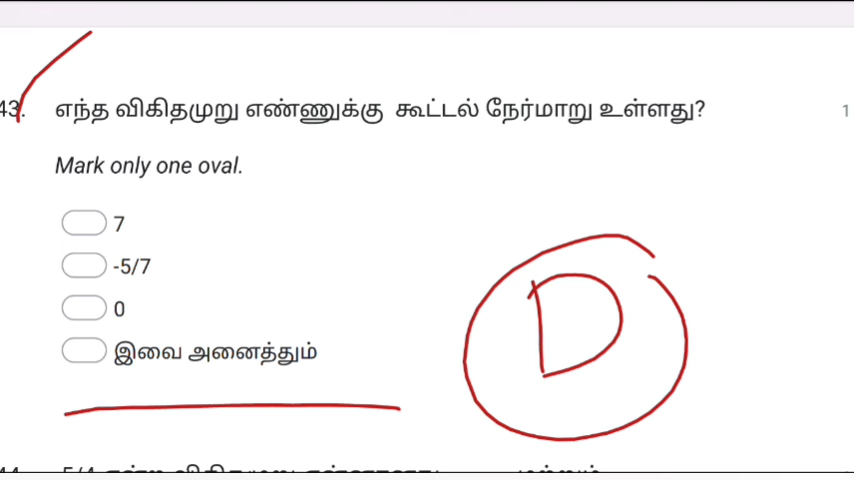 43. எந்த விகிதமுறு எண்ணுக்கு கூட்டல் நேர்மாறு உள்ளது? 1
Mark only one oval.
7
-5/7
0
இவை அனைத்தும்
D